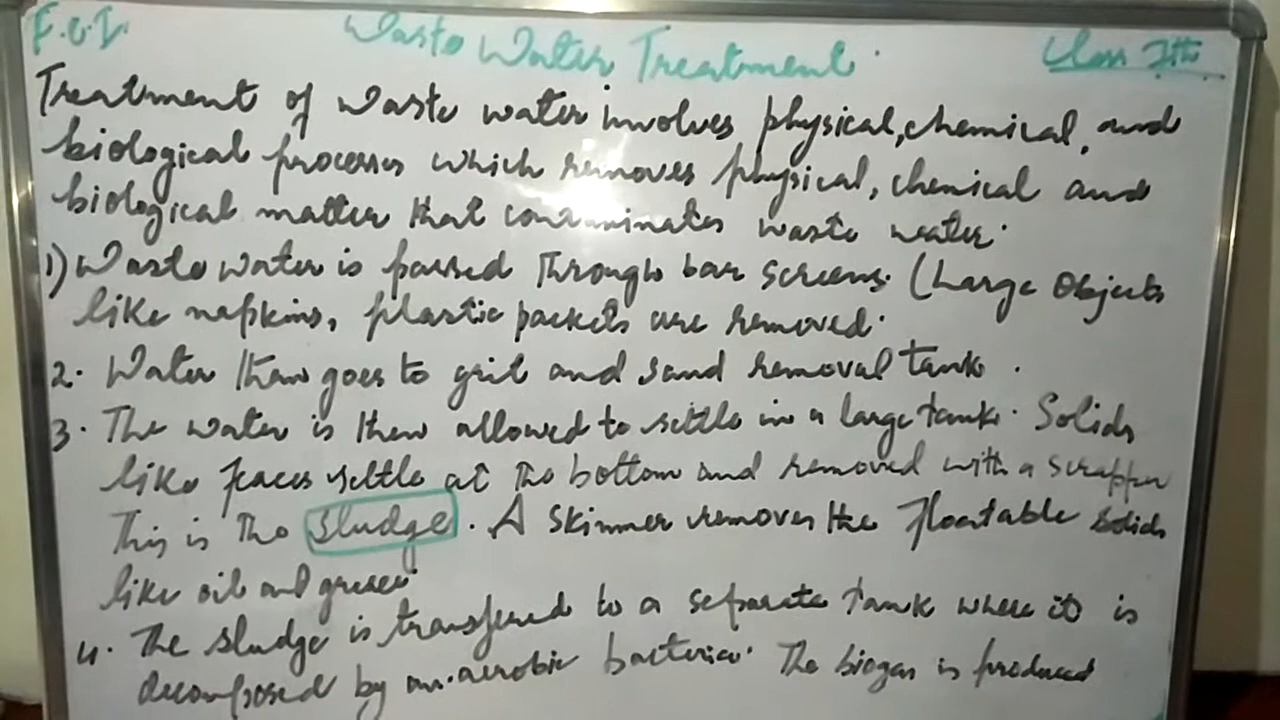 F.C.I. Waste Water Treatment. Class 7th
Treatment of waste water involves physical, chemical, and
biological processes which removes physical, chemical and
biological matter that contaminates waste water.
1) Waste water is passed through bar screens. (Large Objects
like napkins, plastic packets are removed.
2. Water then goes to grit and sand removal tank.
3. The water is then allowed to settle in a large tank. Solids
like feaces settle at the bottom and removed with a scrapper
This is the sludge. A skimmer removes the floatable solids
like oil and grease.
4. The sludge is transfered to a separate tank where it is
decomposed by an.aerobic bacteria. The biogas is produced